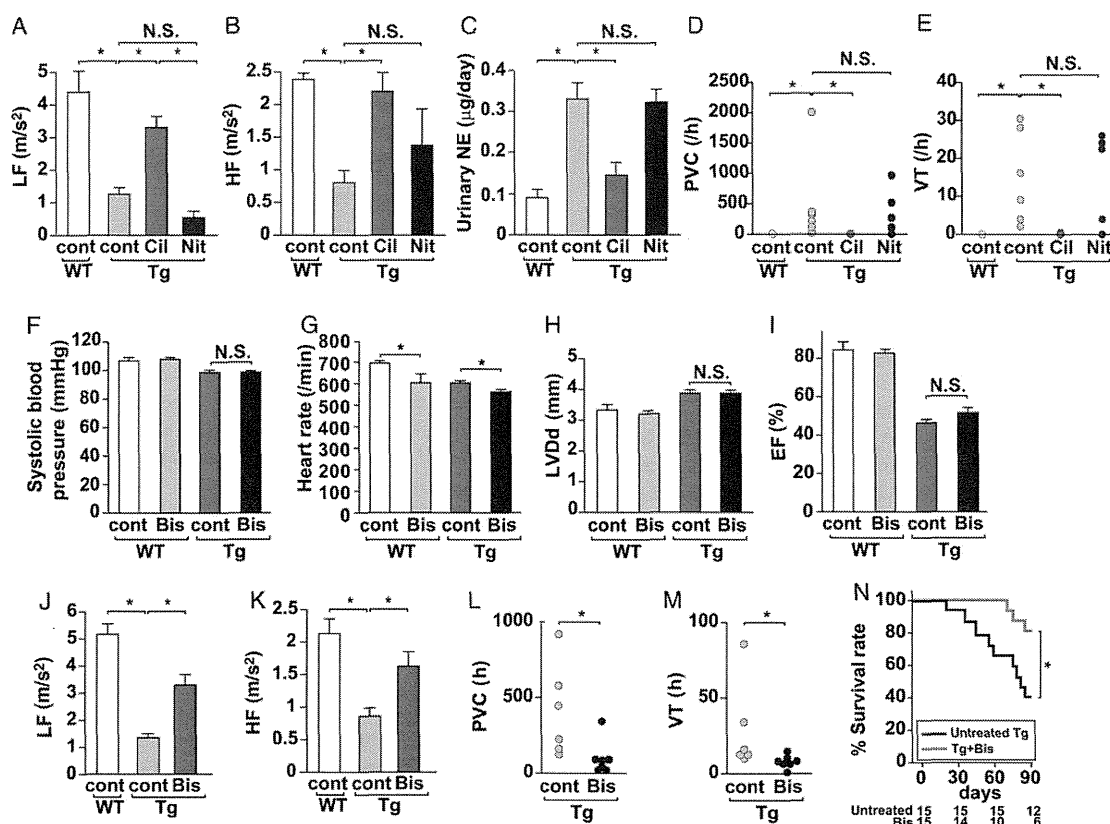 A
N.S.
* * *
LF (m/s²)
5
4
3
2
1
0
cont cont Cil Nit
WT Tg
B
N.S.
* *
HF (m/s²)
2.5
2
1.5
1
0.5
0
cont cont Cil Nit
WT Tg
C
N.S.
* *
Urinary NE (μg/day)
0.4
0.3
0.2
0.1
0
cont cont Cil Nit
WT Tg
D
N.S.
* *
PVC (/h)
2500
2000
1500
1000
500
0
cont cont Cil Nit
WT Tg
E
N.S.
* *
VT (/h)
40
30
20
10
0
cont cont Cil Nit
WT Tg
F
N.S.
Systolic blood
pressure (mmHg)
120
100
80
60
40
20
0
cont Bis cont Bis
WT Tg
G
* *
Heart rate (/min)
800
700
600
500
400
300
200
100
0
cont Bis cont Bis
WT Tg
H
N.S.
LVDd (mm)
5
4
3
2
1
0
cont Bis cont Bis
WT Tg
I
N.S.
EF (%)
80
60
40
20
0
cont Bis cont Bis
WT Tg
J
* *
LF (m/s²)
6
5
4
3
2
1
0
cont cont Bis
WT Tg
K
* *
HF (m/s²)
2.5
2
1.5
1
0.5
0
cont cont Bis
WT Tg
L
*
PVC (h)
1000
500
0
cont Bis
Tg
M
*
VT (h)
100
50
0
cont Bis
Tg
N
% Survival rate
100
80
60
40
20
0
*
Untreated Tg
Tg+Bis
0 30 60 90
days
Untreated 15 15 15 12
Bis 15 14 10 6